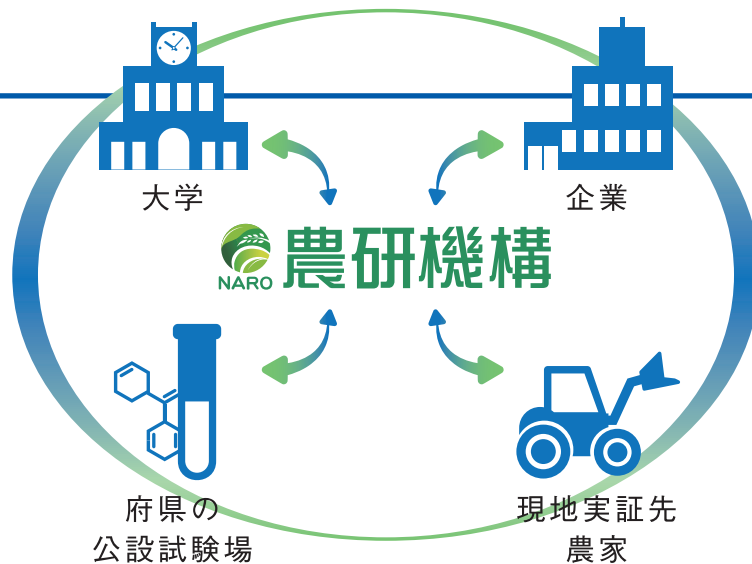 大学
企業
NARO 農研機構
府県の
公設試験場
現地実証先
農家